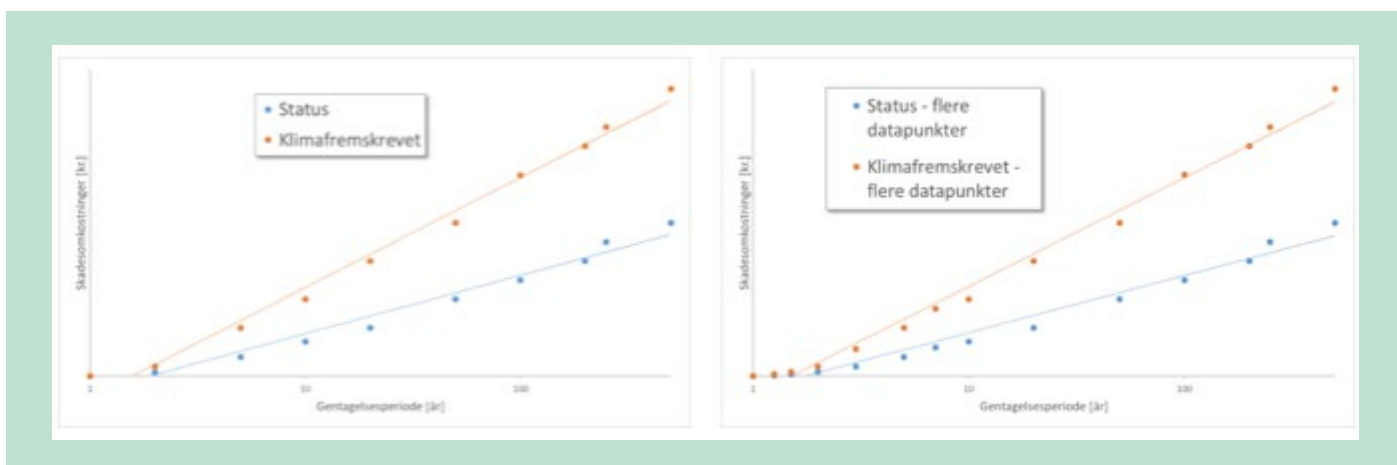 Status
Klimafremskrevet
Skadesomkostninger [kr.]
1
10
100
Gentagelsesperiode [år]
Status - flere
datapunkter
Klimafremskrevet -
flere datapunkter
Skadesomkostninger [kr.]
1
10
100
Gentagelsesperiode [år]